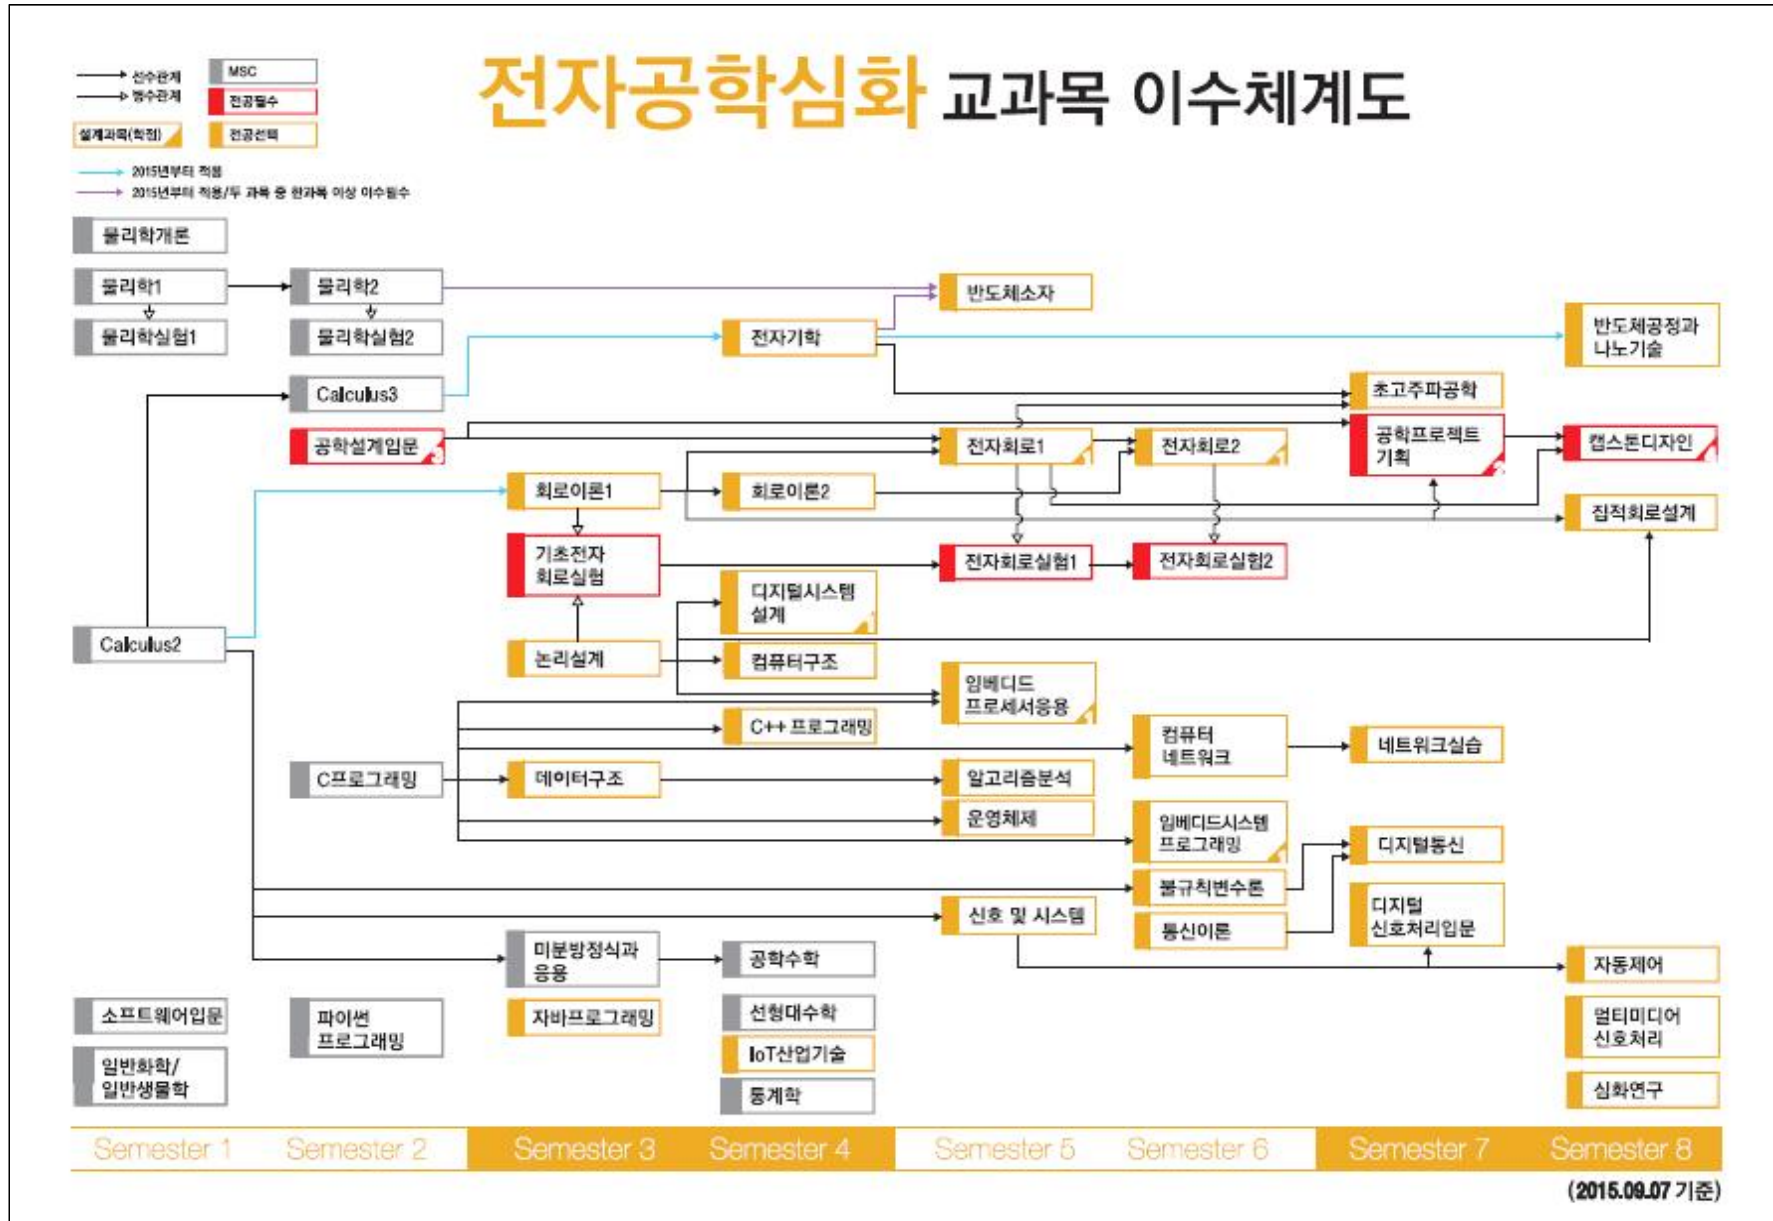 전자공학심화 교과목 이수체계도
선수관계
병수관계
설계과목(학점)
MSC
전공필수
전공선택
2015년부터 적용
2015년부터 적용/두 과목 중 한과목 이상 이수필수
물리학개론
물리학1
물리학2
반도체소자
물리학실험1
물리학실험2
전자기학
반도체공정과
나노기술
Calculus3
초고주파공학
공학설계입문
3
전자회로1
1
전자회로2
1
공학프로젝트
기획
캡스톤디자인
회로이론1
회로이론2
집적회로설계
기초전자
회로실험
전자회로실험1
전자회로실험2
디지털시스템
설계
1
Calculus2
논리설계
컴퓨터구조
임베디드
프로세서응용
1
C++ 프로그래밍
컴퓨터
네트워크
네트워크실습
C프로그래밍
데이터구조
알고리즘분석
운영체제
임베디드시스템
프로그래밍
1
디지털통신
불규칙변수론
신호 및 시스템
통신이론
디지털
신호처리입문
미분방정식과
응용
공학수학
자동제어
소프트웨어입문
파이썬
프로그래밍
자바프로그래밍
선형대수학
멀티미디어
신호처리
일반화학/
일반생물학
IoT산업기술
통계학
심화연구
Semester 1
Semester 2
Semester 3
Semester 4
Semester 5
Semester 6
Semester 7
Semester 8
(2015.09.07 기준)